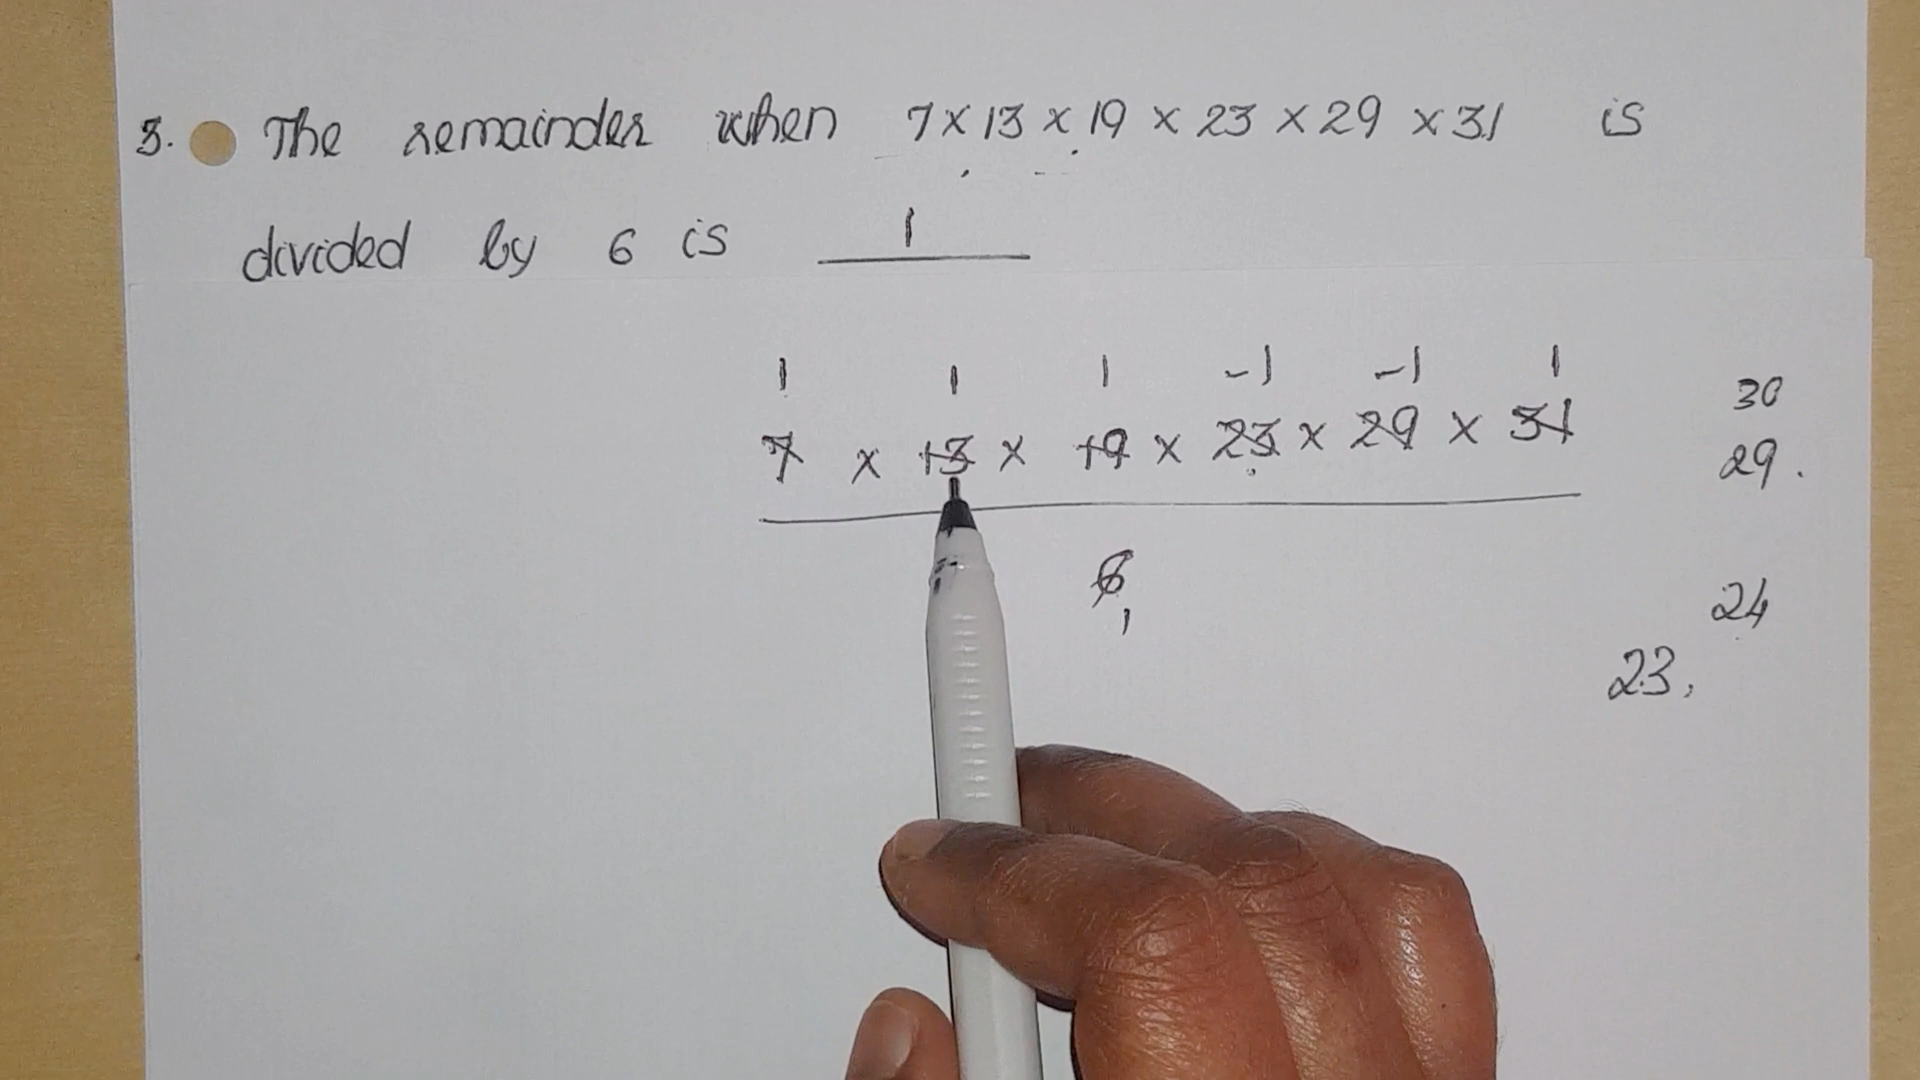 3. The remainder when 7 × 13 × 19 × 23 × 29 × 31 is
divided by 6 is 1
1 1 1 -1 -1 1
7 × 13 × 19 × 23 × 29 × 31
6
1
30
29.
24
23,